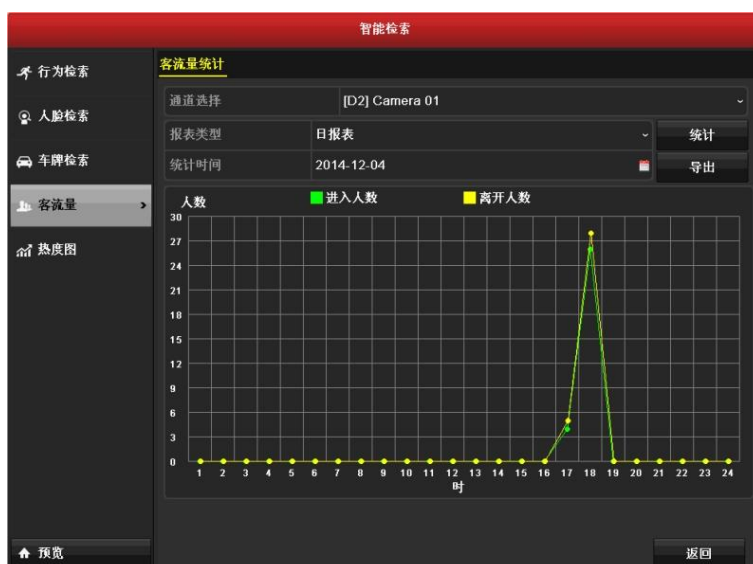 智能检索
行为检索
人脸检索
车牌检索
客流量
热度图
客流量统计
通道选择 [D2] Camera 01
报表类型 日报表 统计
统计时间 2014-12-04 导出
人数 进入人数 离开人数
30
27
24
21
18
15
12
9
6
3
0
1 2 3 4 5 6 7 8 9 10 11 12 13 14 15 16 17 18 19 20 21 22 23 24
时
预览 返回